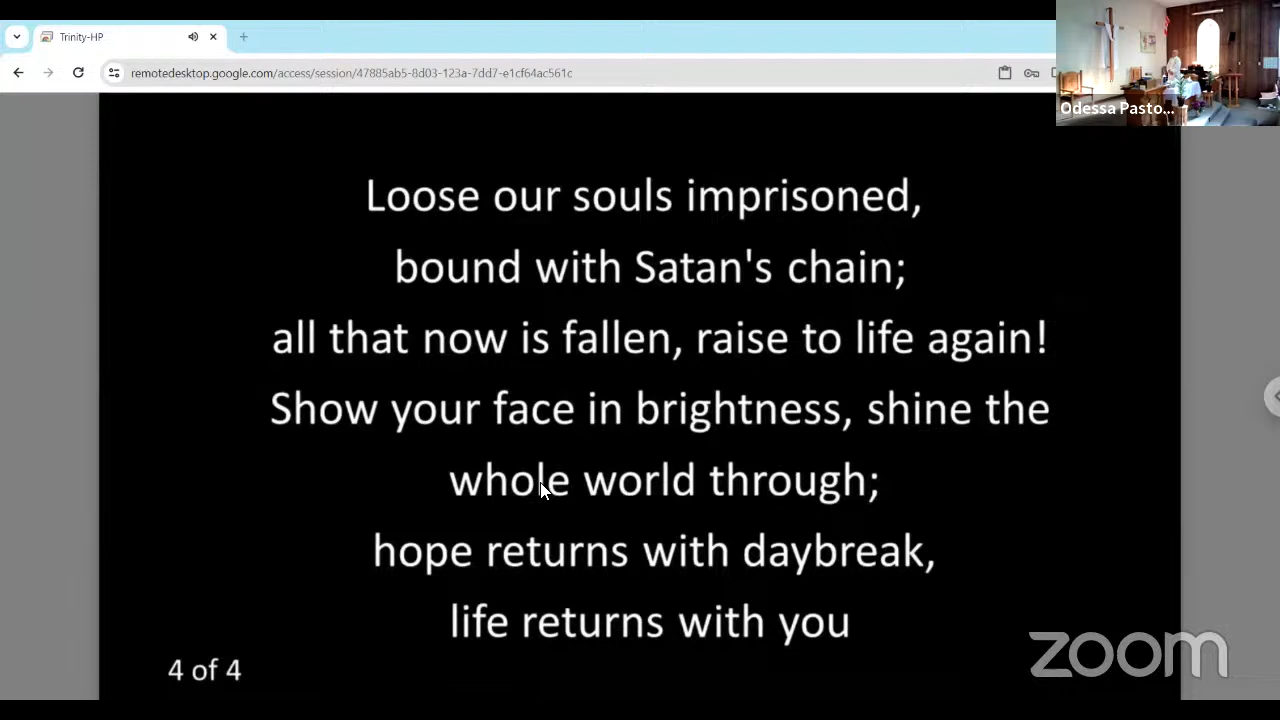 Trinity-HP
remotedesktop.google.com/access/session/47885ab5-8d03-123a-7dd7-e1cf64ac561c
Odessa Pasto...
Loose our souls imprisoned,
bound with Satan's chain;
all that now is fallen, raise to life again!
Show your face in brightness, shine the
whole world through;
hope returns with daybreak,
life returns with you
4 of 4
zoom